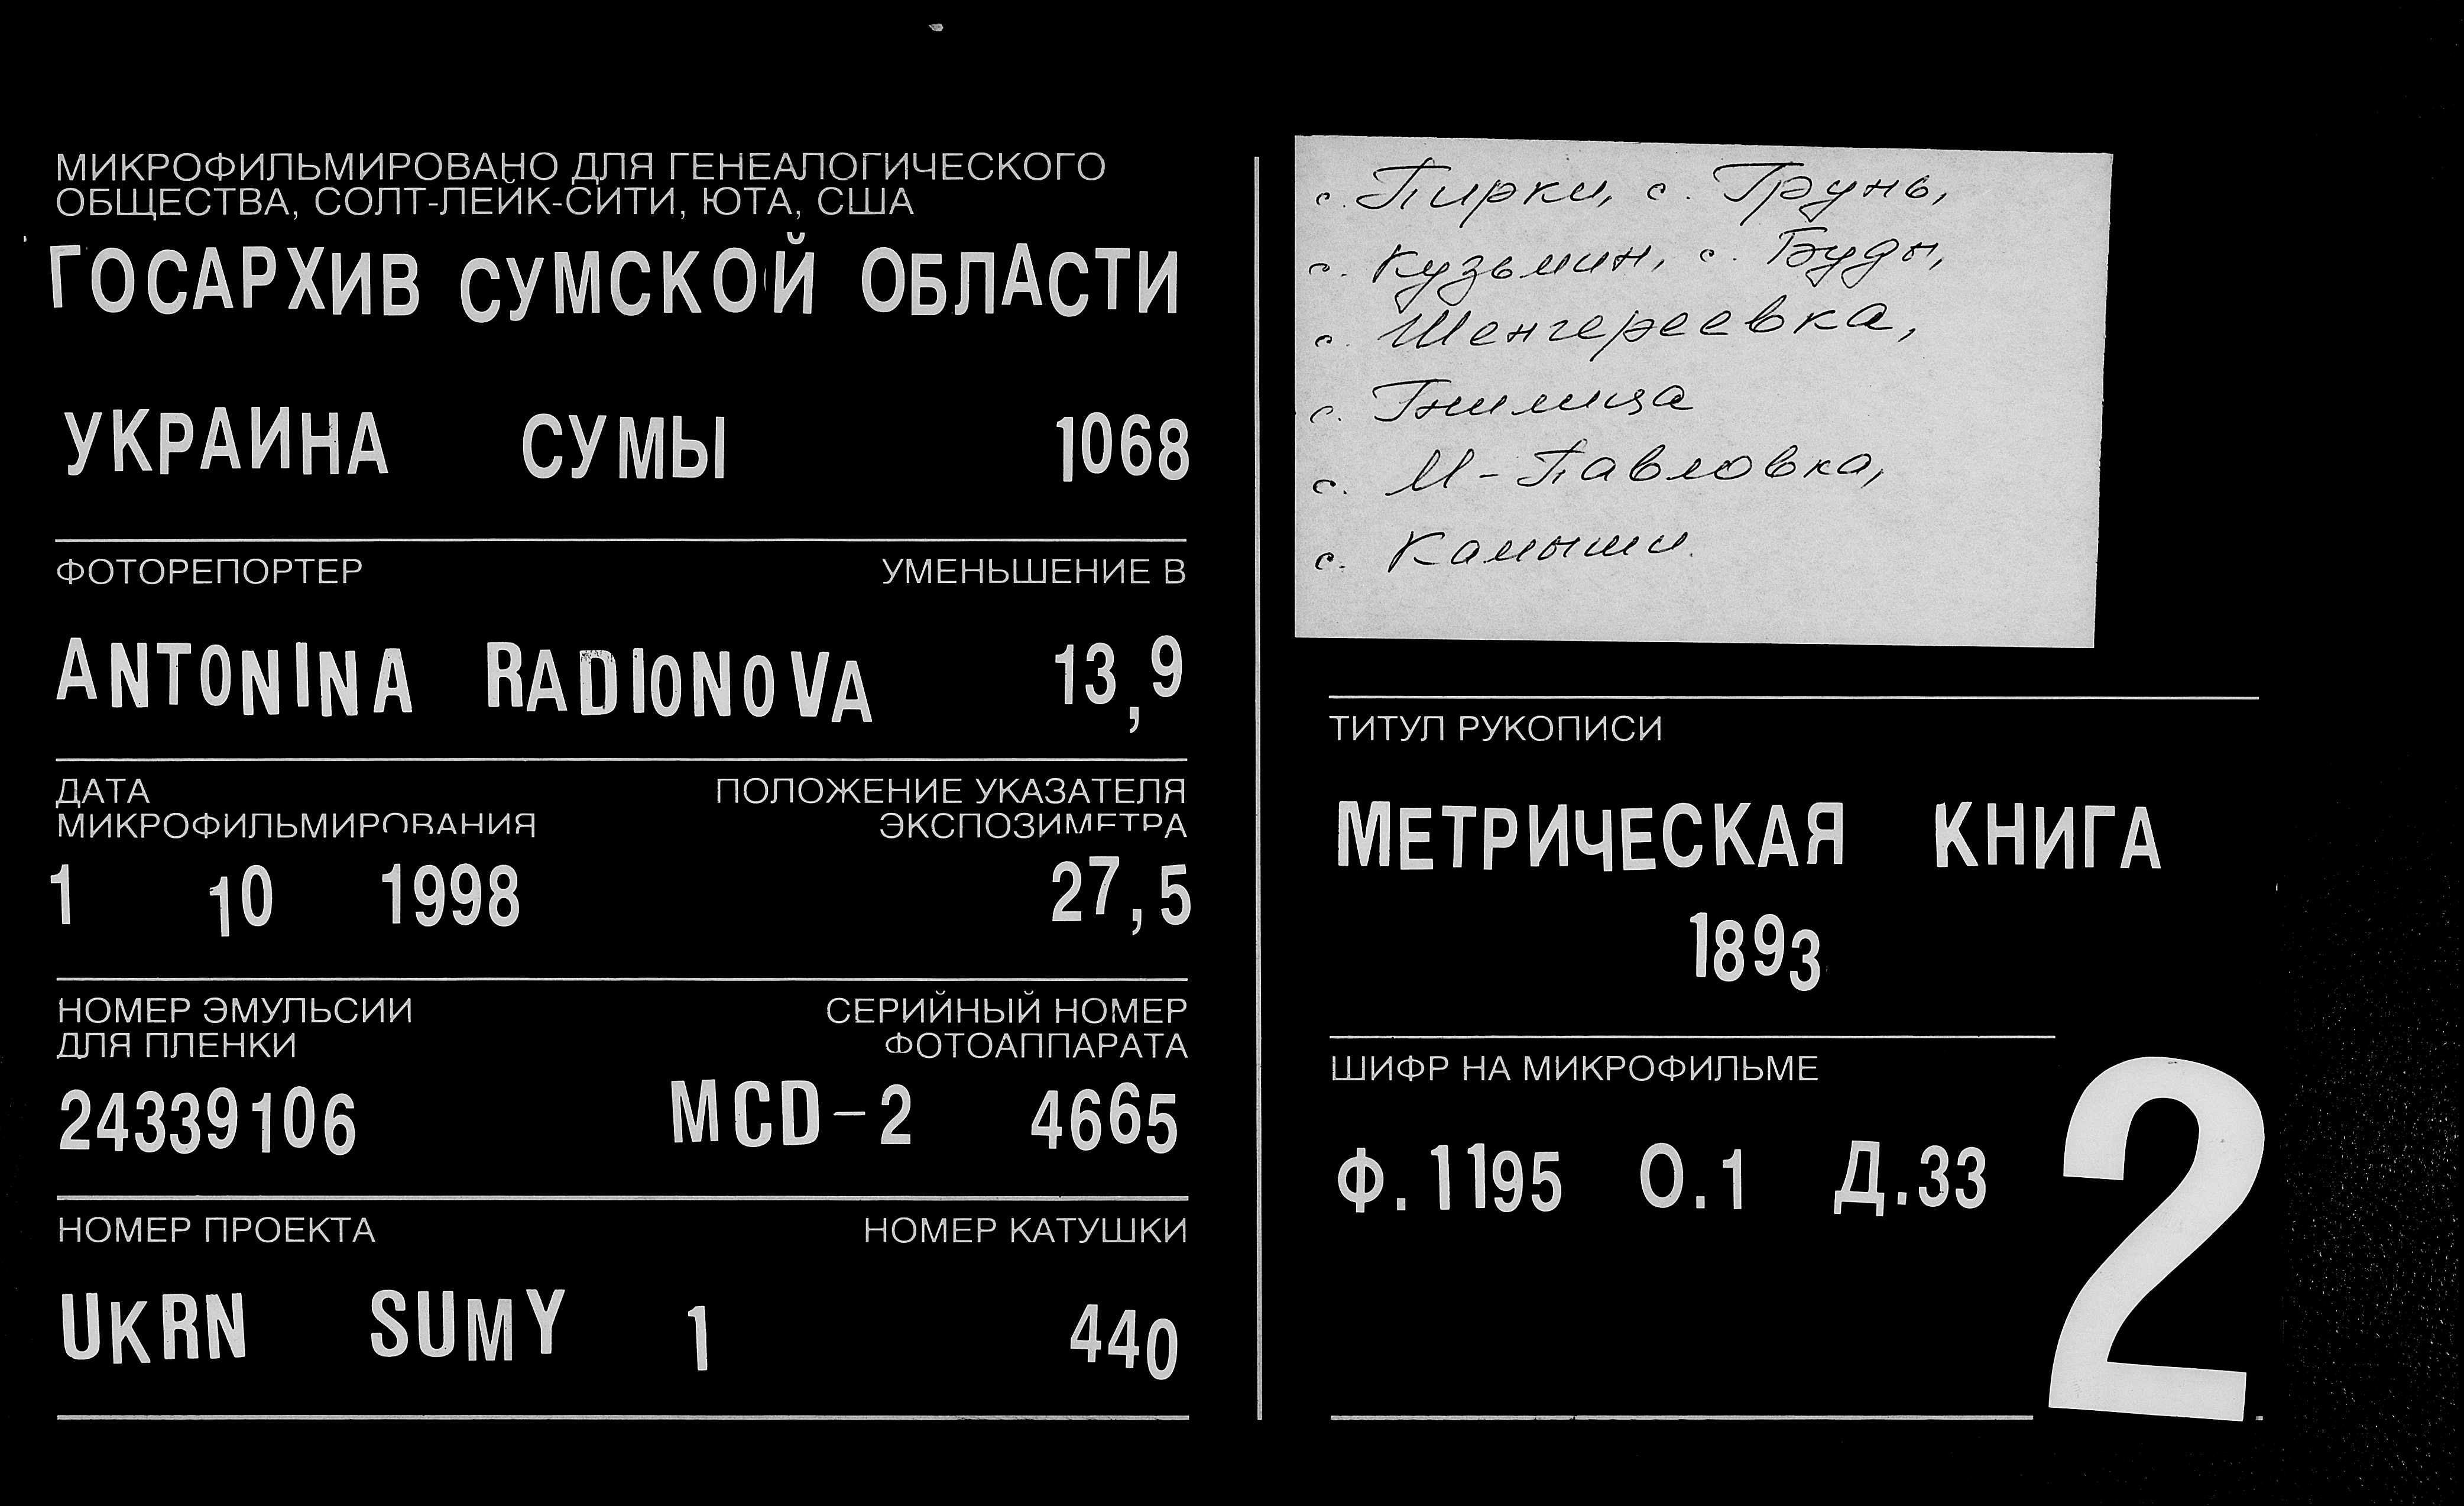 МИКРОФИЛЬМИРОВАНО ДЛЯ ГЕНЕАЛОГИЧЕСКОГО
ОБЩЕСТВА, СОЛТ-ЛЕЙК-СИТИ, ЮТА, США
ГОСАРХИВ СУМСКОЙ ОБЛАСТИ
УКРАИНА СУМЫ 1068
ФОТОРЕПОРТЕР УМЕНЬШЕНИЕ В
ANTONINA RADIONOVA 13,9
ДАТА ПОЛОЖЕНИЕ УКАЗАТЕЛЯ
МИКРОФИЛЬМИРОВАНИЯ ЭКСПОЗИМЕТРА
1 10 1998 27,5
НОМЕР ЭМУЛЬСИИ СЕРИЙНЫЙ НОМЕР
ДЛЯ ПЛЕНКИ ФОТОАППАРАТА
24339106 MCD-2 4665
НОМЕР ПРОЕКТА НОМЕР КАТУШКИ
UKRN SUMY 1 440
с. Пирки, с. Грунь,
с. Кузьмин, с. Буды,
с. Шенгереевка,
с. Гнилица
с. М-Павловка,
с. Камыши.
ТИТУЛ РУКОПИСИ
МЕТРИЧЕСКАЯ КНИГА
1893
ШИФР НА МИКРОФИЛЬМЕ
Ф.1195 О.1 Д.33
2